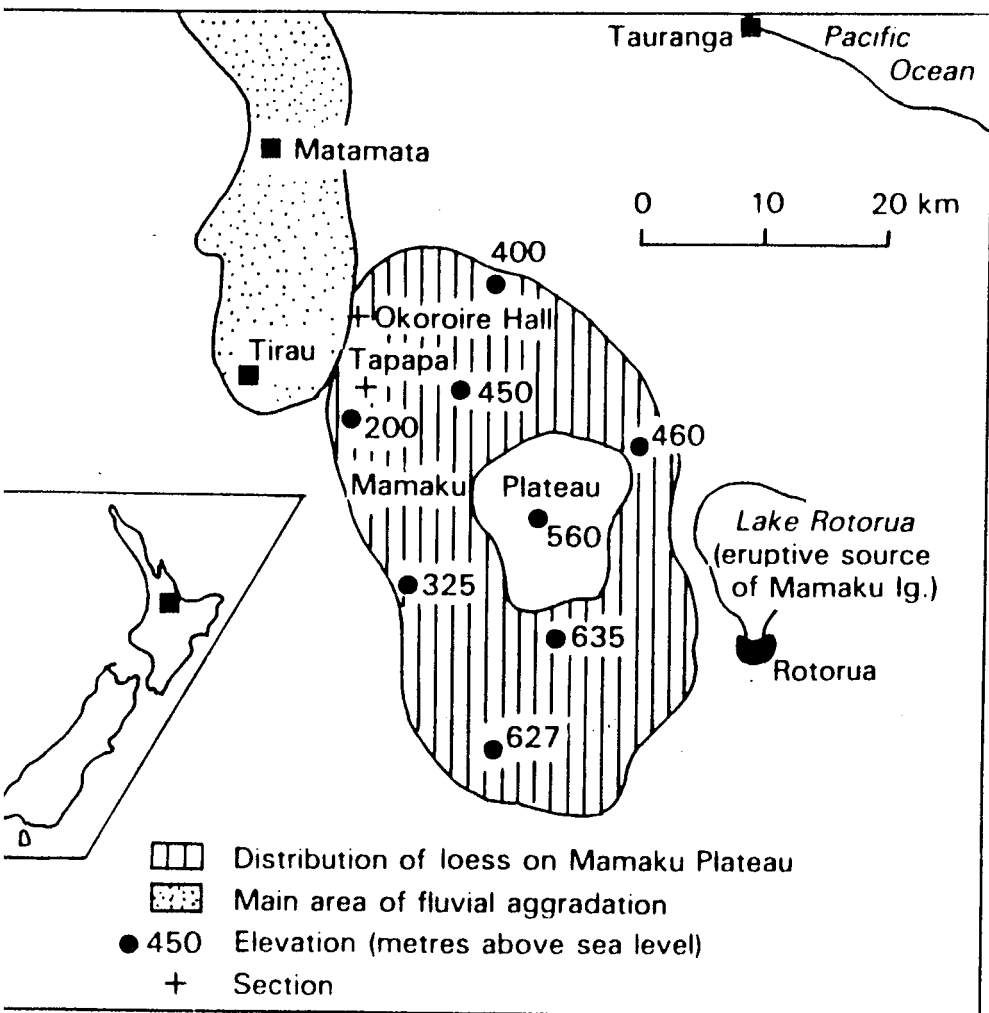 Tauranga
Pacific
Ocean
Matamata
0 10 20 km
400
Okoroire Hall
Tirau
Tapapa
450
200
460
Mamaku Plateau
560
Lake Rotorua
(eruptive source
of Mamaku Ig.)
325
635
Rotorua
627
Distribution of loess on Mamaku Plateau
Main area of fluvial aggradation
450 Elevation (metres above sea level)
+ Section